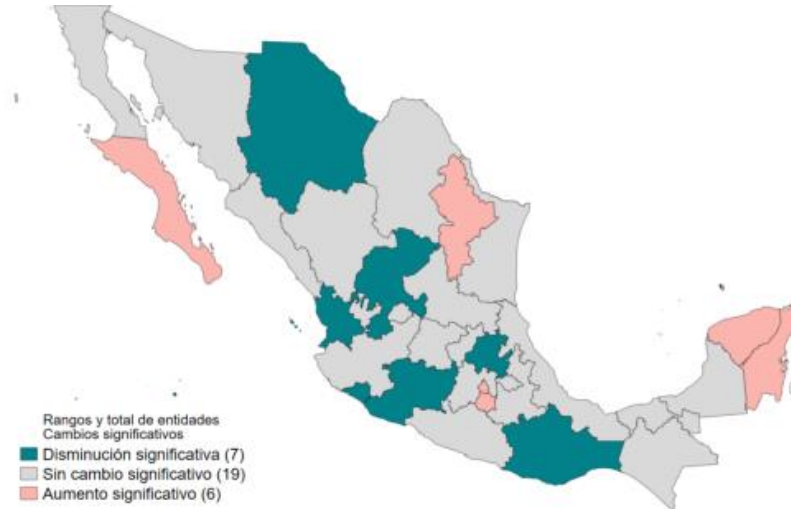 Rangos y total de entidades
Cambios significativos
Disminución significativa (7)
Sin cambio significativo (19)
Aumento significativo (6)